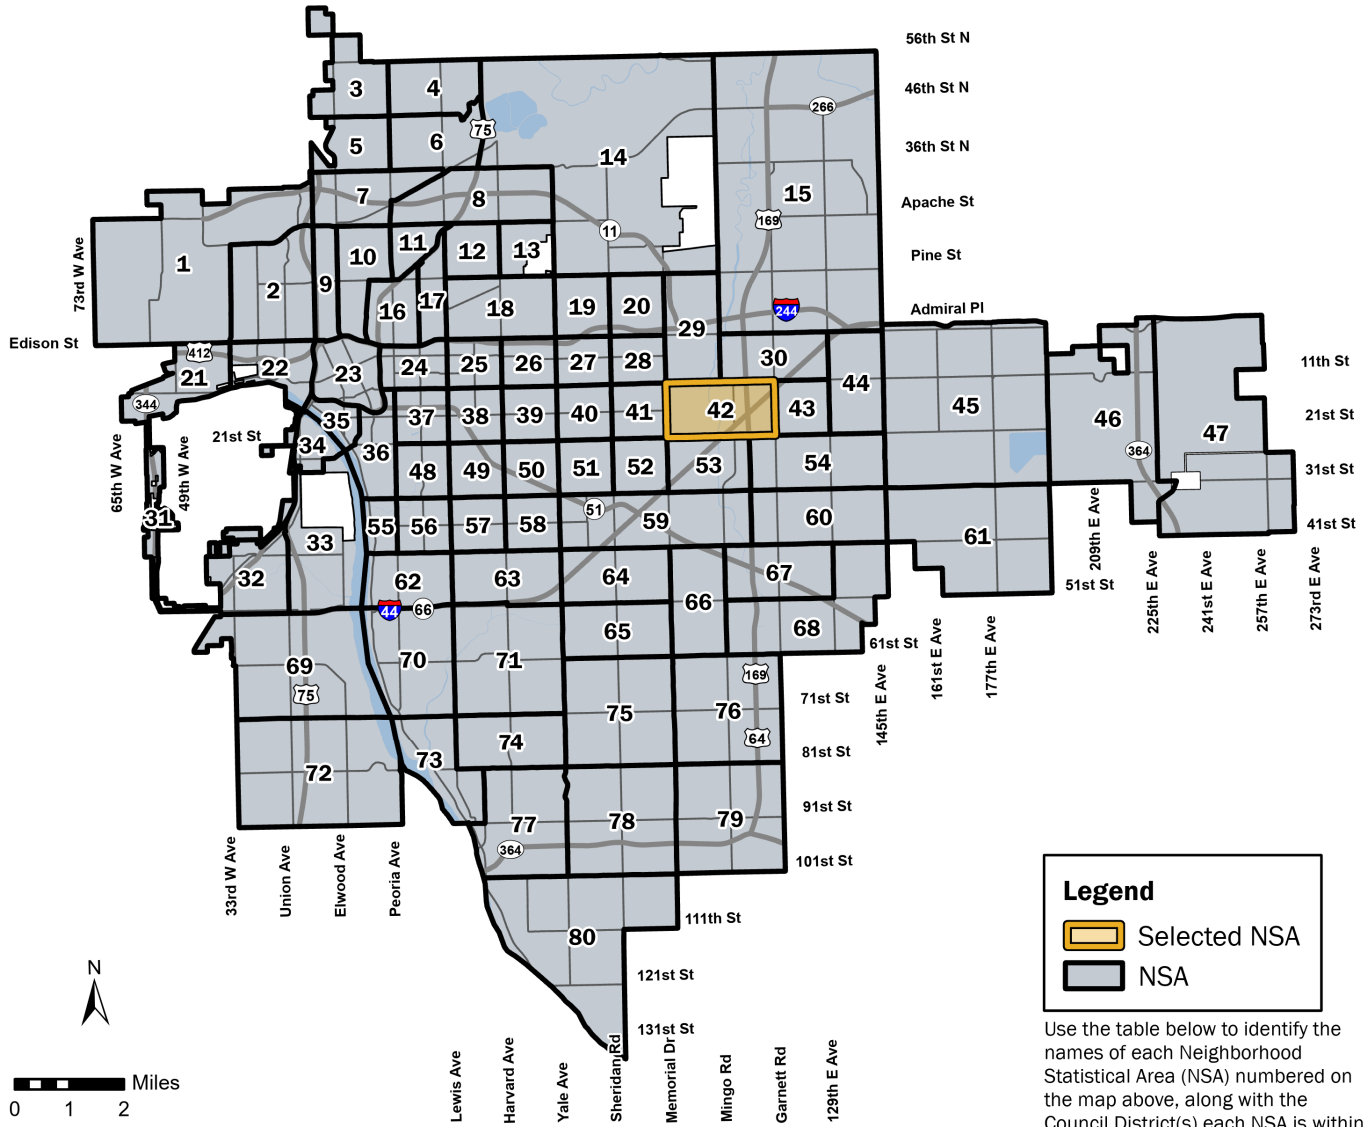 56th St N
46th St N
36th St N
Apache St
Pine St
Admiral Pl
11th St
21st St
31st St
41st St
51st St
61st St
71st St
81st St
91st St
101st St
111th St
121st St
131st St
73rd W Ave
Edison St
65th W Ave
49th W Ave
21st St
33rd W Ave
Union Ave
Elwood Ave
Peoria Ave
Lewis Ave
Harvard Ave
Yale Ave
Sheridan Rd
Memorial Dr
Mingo Rd
Garnett Rd
129th E Ave
145th E Ave
161st E Ave
177th E Ave
209th E Ave
225th E Ave
241st E Ave
257th E Ave
273rd E Ave
1
2
3
4
5
6
7
8
9
10
11
12
13
14
15
16
17
18
19
20
21
22
23
24
25
26
27
28
29
30
31
32
33
34
35
36
37
38
39
40
41
42
43
44
45
46
47
48
49
50
51
52
53
54
55
56
57
58
59
60
61
62
63
64
65
66
67
68
69
70
71
72
73
74
75
76
77
78
79
80
75
266
169
11
244
412
344
364
51
44
66
75
169
64
364
N
Miles
0 1 2
Legend
Selected NSA
NSA
Use the table below to identify the
names of each Neighborhood
Statistical Area (NSA) numbered on
the map above, along with the
Council District(s) each NSA is within